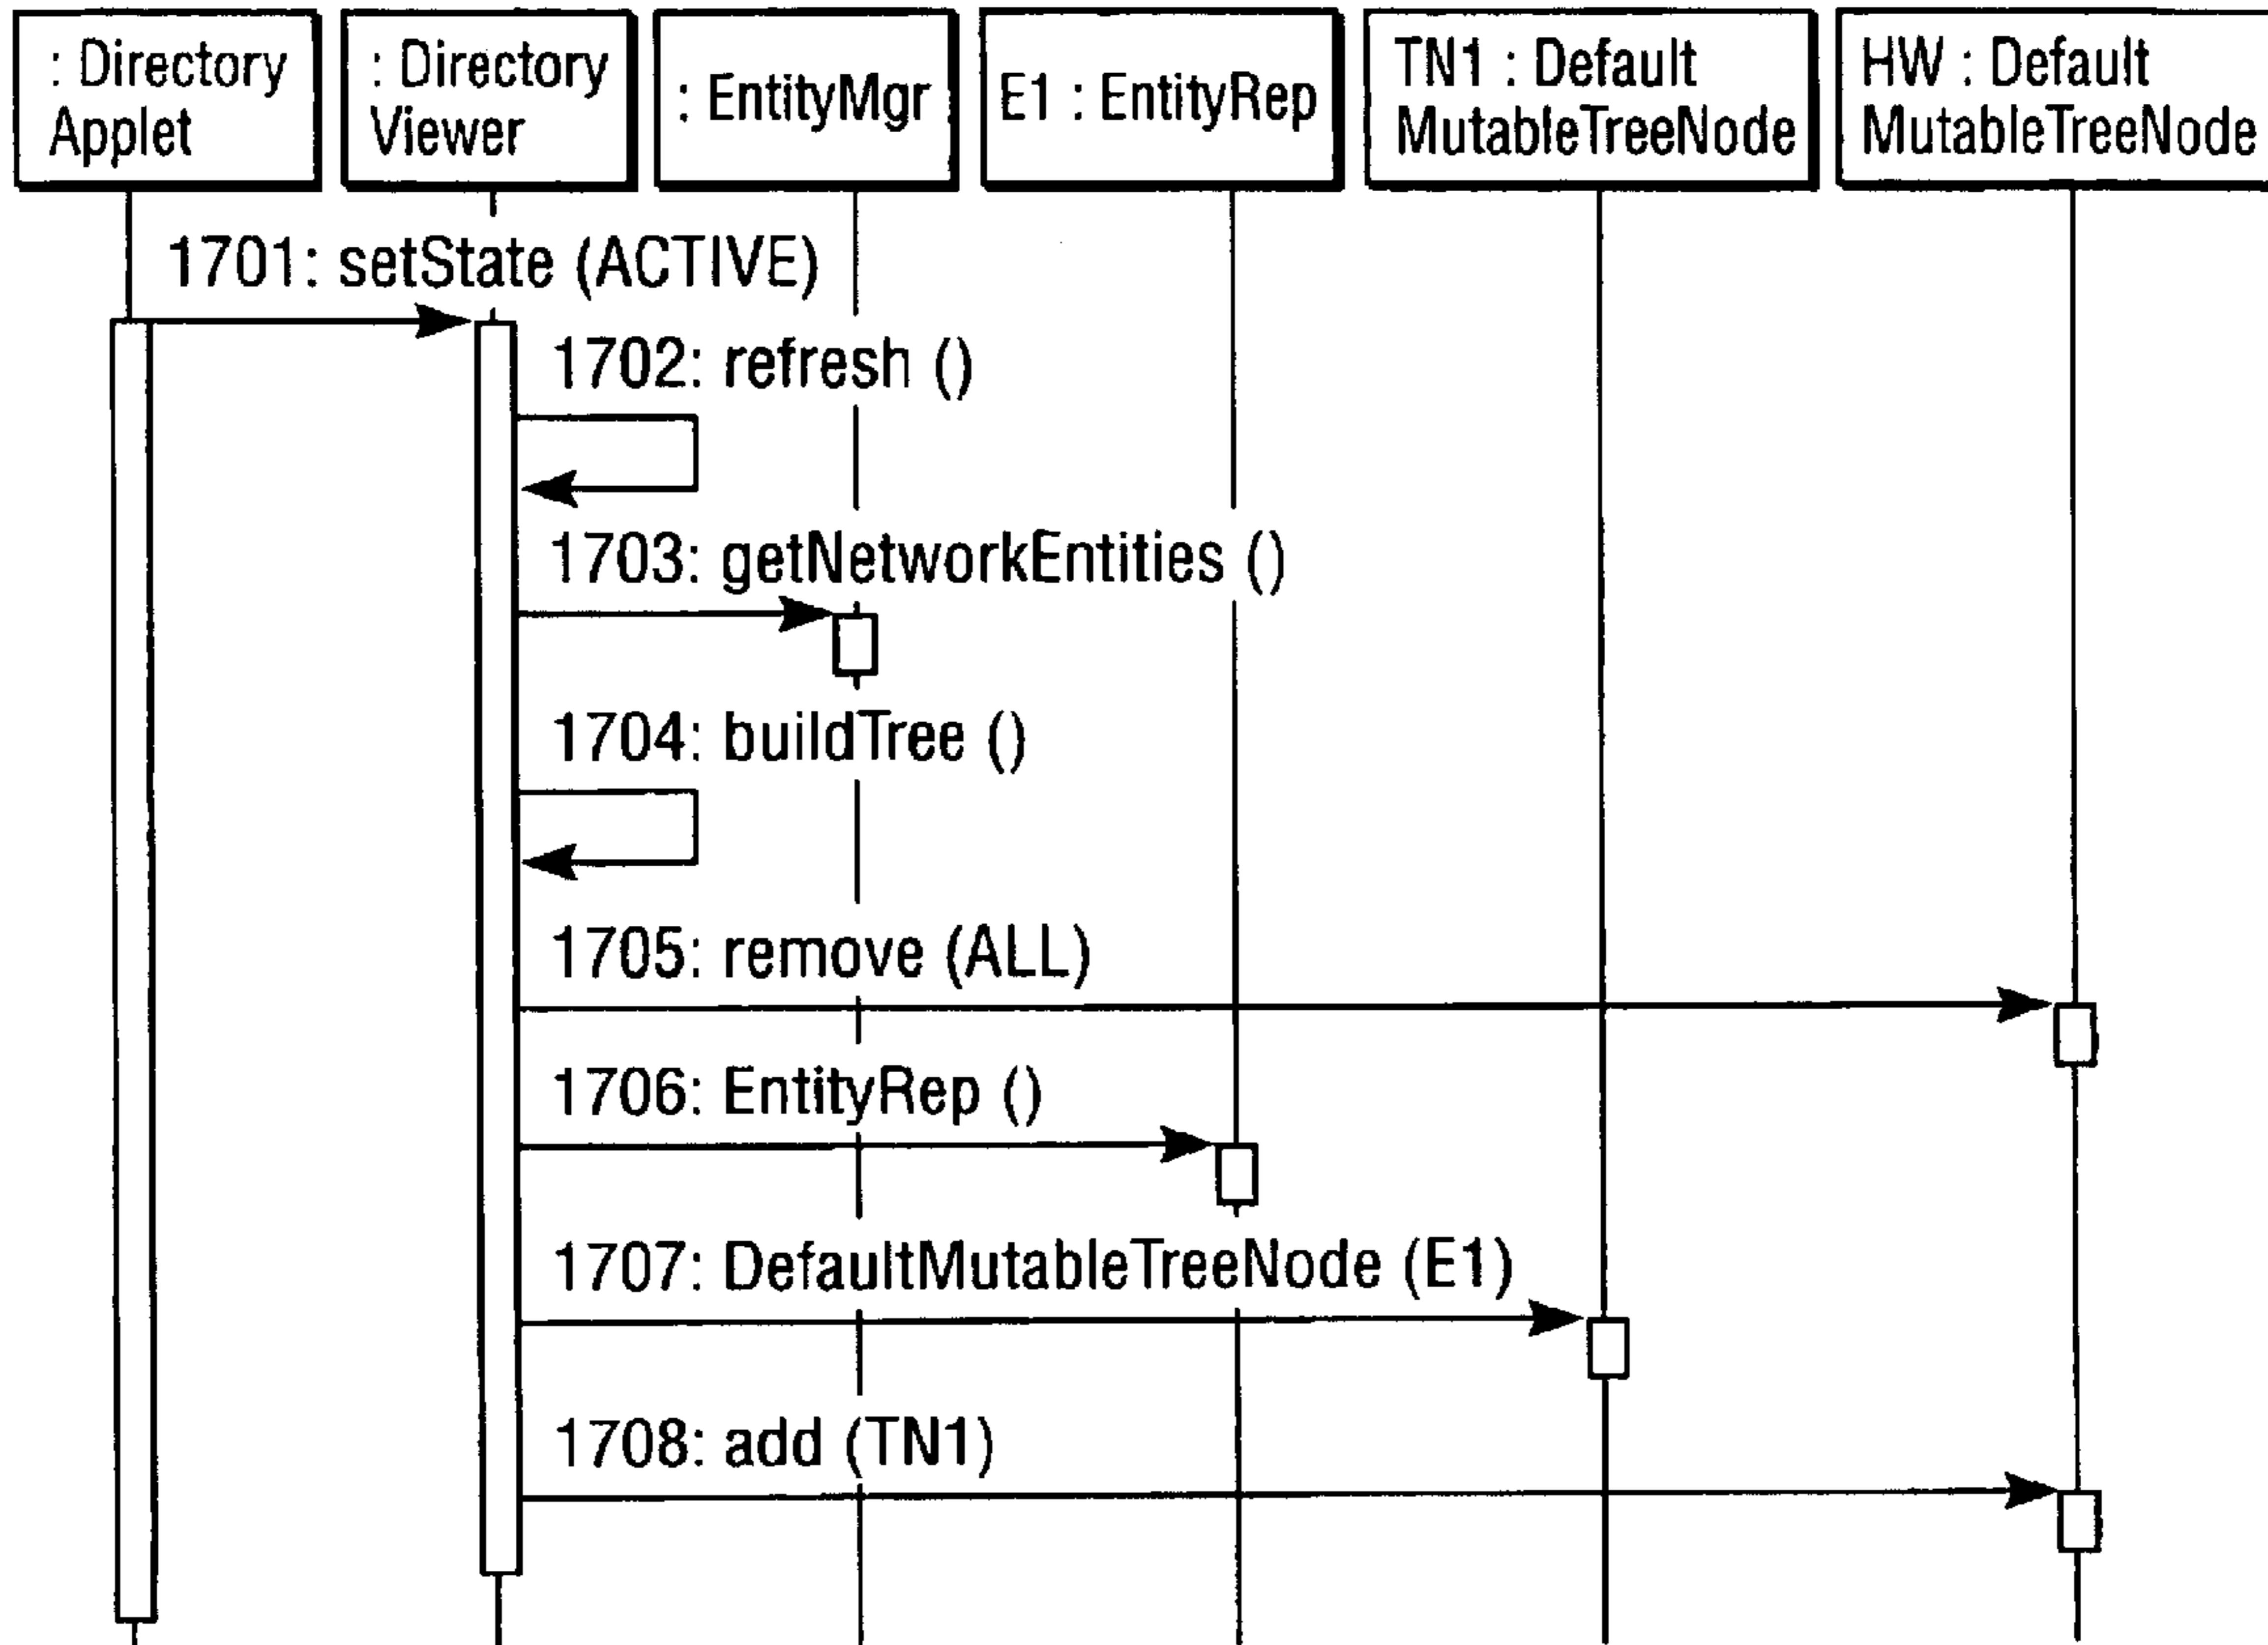 : Directory
Applet
: Directory
Viewer
: EntityMgr
E1 : EntityRep
TN1 : Default
MutableTreeNode
HW : Default
MutableTreeNode
1701: setState (ACTIVE)
1702: refresh ()
1703: getNetworkEntities ()
1704: buildTree ()
1705: remove (ALL)
1706: EntityRep ()
1707: DefaultMutableTreeNode (E1)
1708: add (TN1)